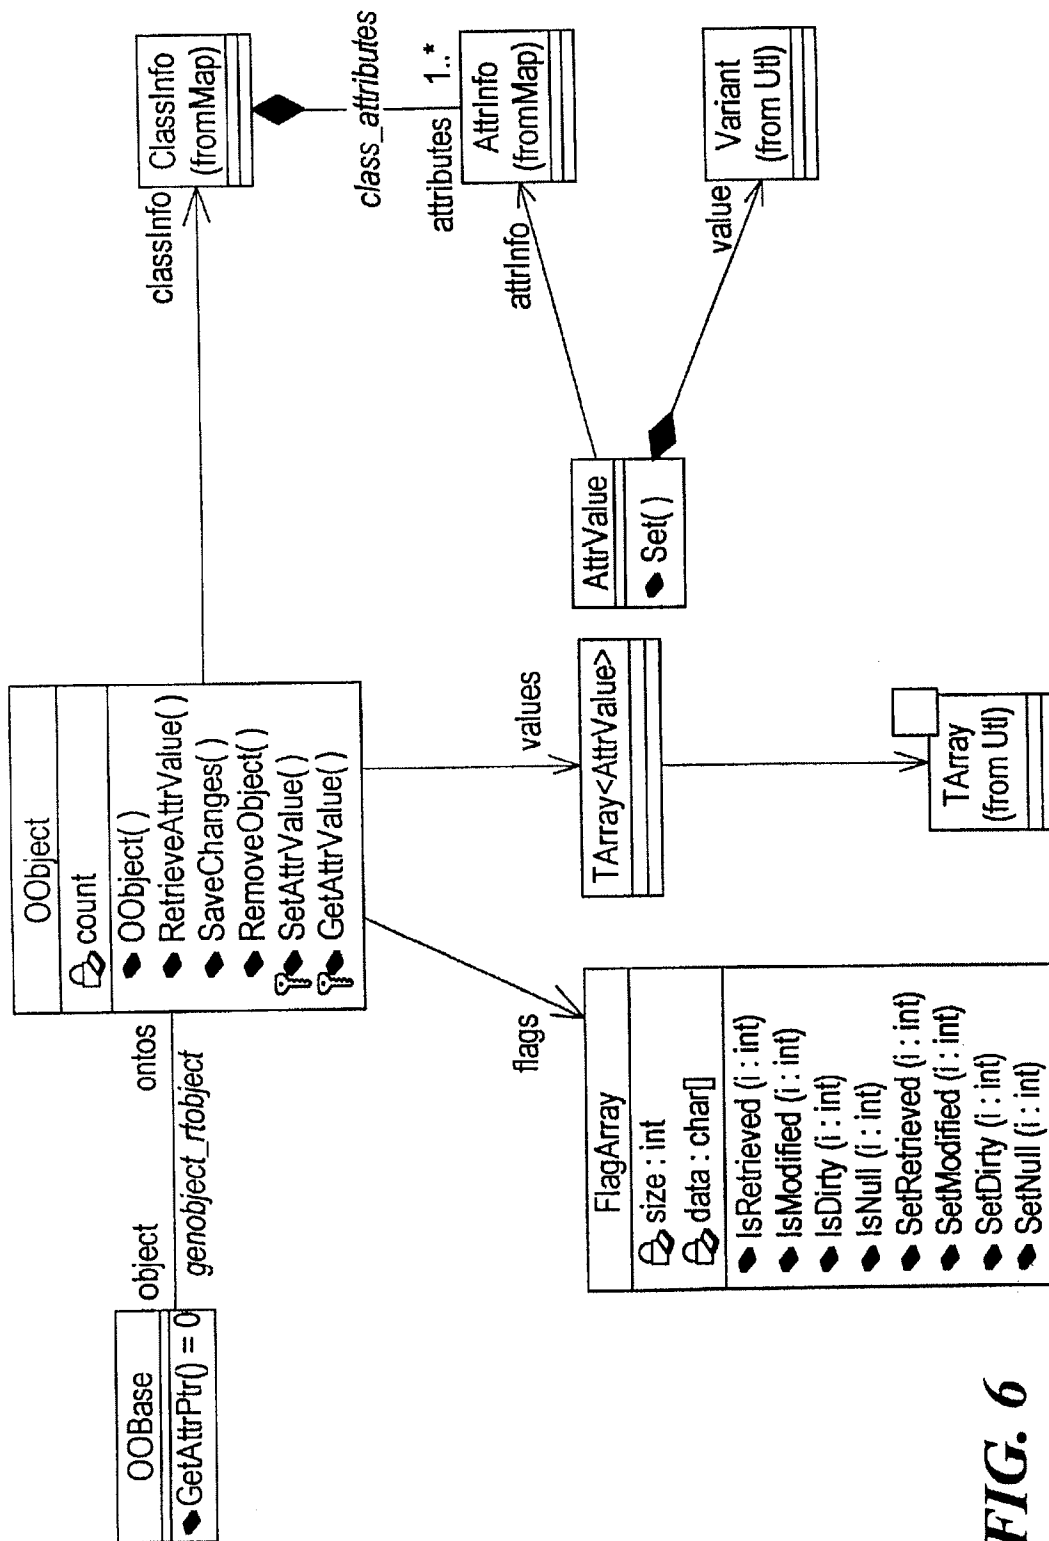 OOBase
GetAttrPtr() = 0
object
genobject_rtobject
ontos
OObject
count
OObject( )
RetrieveAttrValue( )
SaveChanges( )
RemoveObject( )
SetAttrValue( )
GetAttrValue( )
classInfo
ClassInfo
(fromMap)
class_attributes
attributes
1..*
AttrInfo
(fromMap)
attrInfo
AttrValue
Set( )
value
Variant
(from Utl)
flags
values
FlagArray
size : int
data : char[]
IsRetrieved (i : int)
IsModified (i : int)
IsDirty (i : int)
IsNull (i : int)
SetRetrieved (i : int)
SetModified (i : int)
SetDirty (i : int)
SetNull (i : int)
TArray<AttrValue>
TArray
(from Utl)
FIG. 6